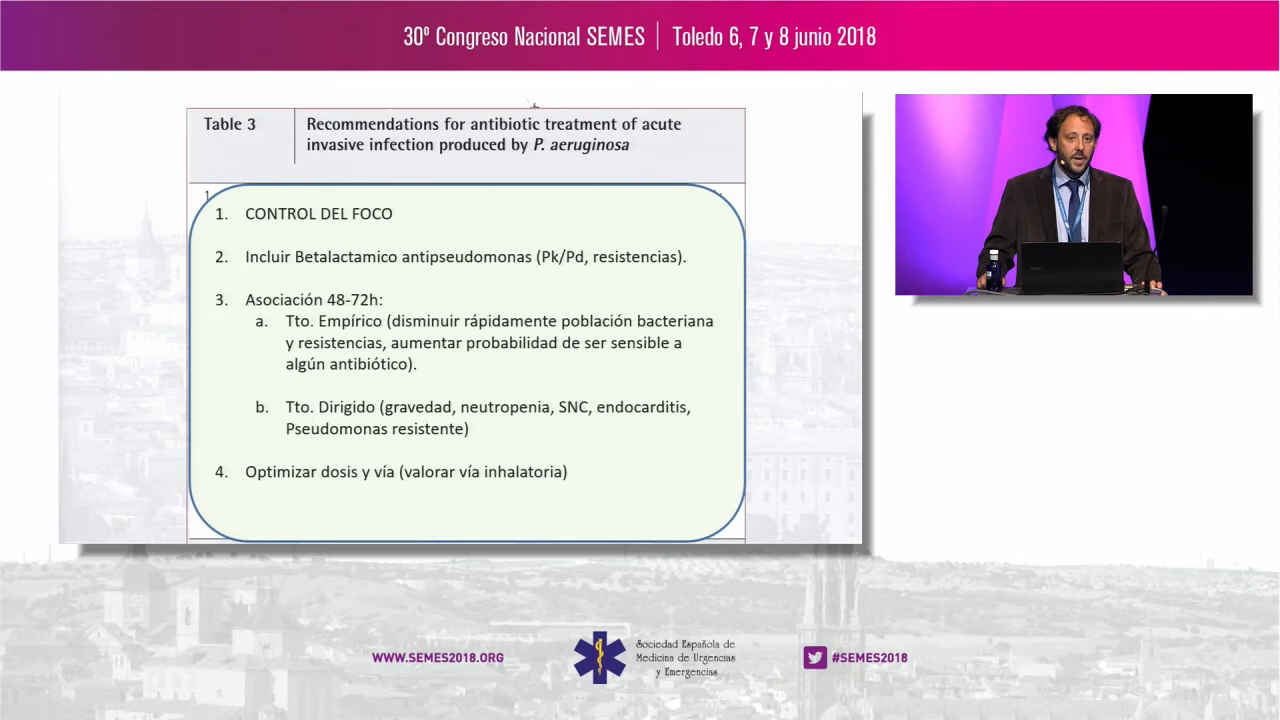 30º Congreso Nacional SEMES | Toledo 6, 7 y 8 junio 2018
Table 3
Recommendations for antibiotic treatment of acute
invasive infection produced by P. aeruginosa
1. CONTROL DEL FOCO
2. Incluir Betalactamico antipseudomonas (Pk/Pd, resistencias).
3. Asociación 48-72h:
a. Tto. Empírico (disminuir rápidamente población bacteriana
y resistencias, aumentar probabilidad de ser sensible a
algún antibiótico).
b. Tto. Dirigido (gravedad, neutropenia, SNC, endocarditis,
Pseudomonas resistente)
4. Optimizar dosis y vía (valorar vía inhalatoria)
WWW.SEMES2018.ORG
Sociedad Española de
Medicina de Urgencias
y Emergencias
#SEMES2018